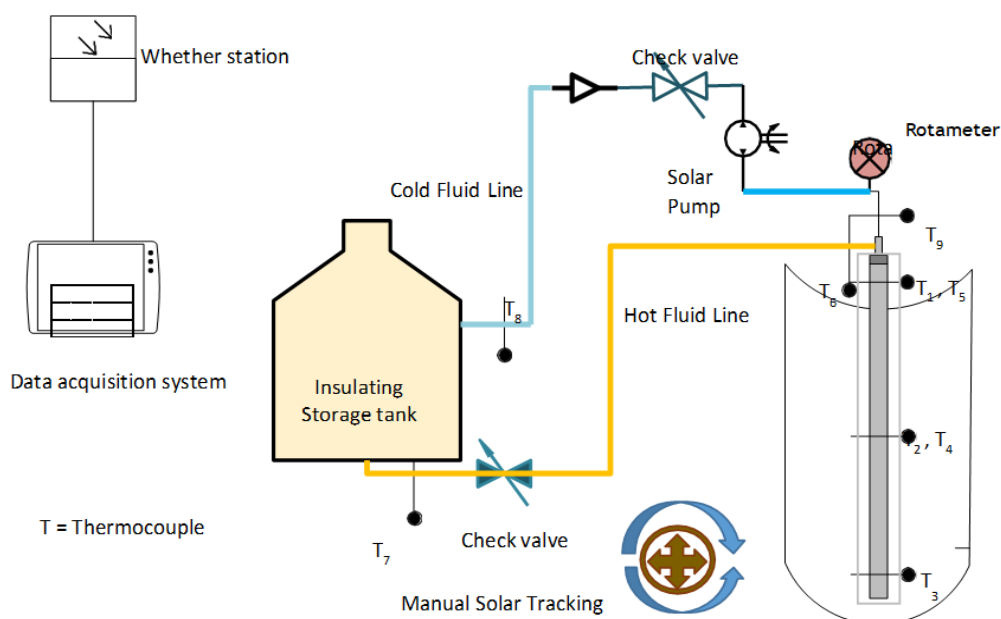 Whether station
Check valve
Rotameter
Rota
Cold Fluid Line
Solar
Pump
T9
T6
T1 , T5
T8
Hot Fluid Line
Data acquisition system
Insulating
Storage tank
T2 , T4
T = Thermocouple
T7
Check valve
T3
Manual Solar Tracking